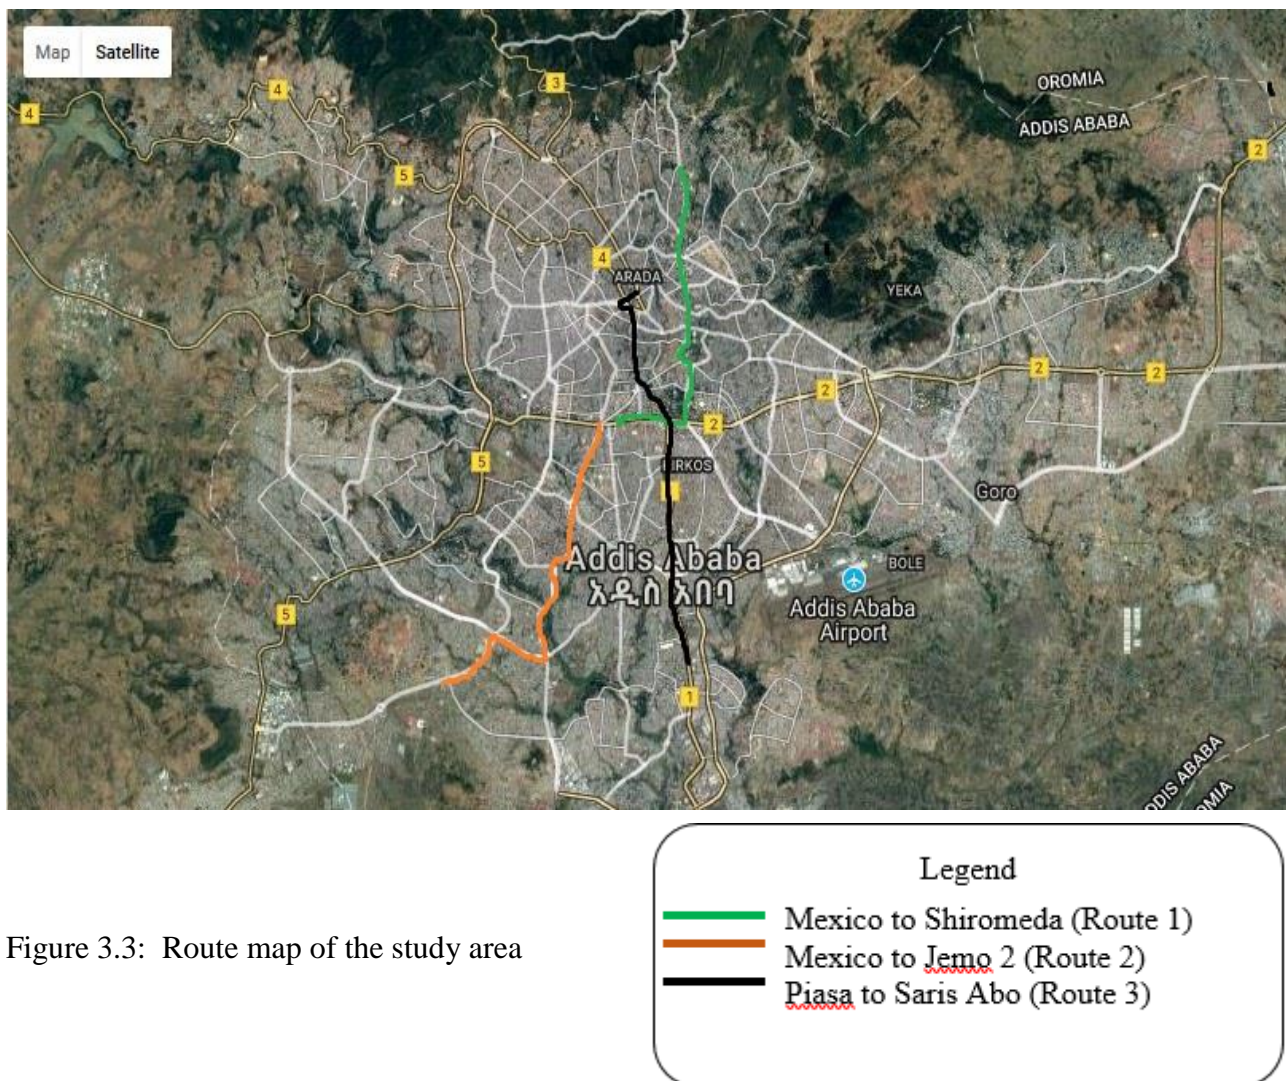 Map Satellite
3
4
4
OROMIA
ADDIS ABABA
2
5
4
ARADA
YEKA
2
2
2
2
5
Goro
Addis Ababa
አዲስ አበባ
BOLE
Addis Ababa
Airport
5
1
ADDIS ABABA
Legend
Mexico to Shiromeda (Route 1)
Mexico to Jemo 2 (Route 2)
Piasa to Saris Abo (Route 3)
Figure 3.3: Route map of the study area